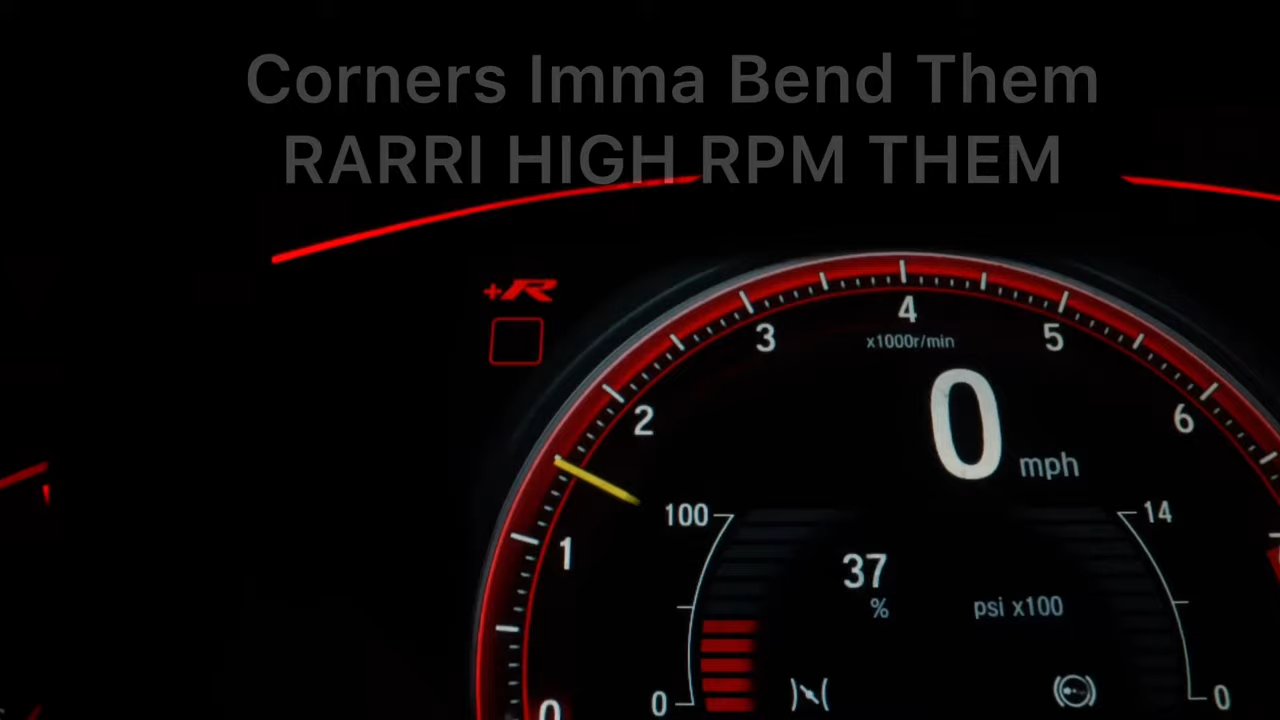 Corners Imma Bend Them
RARRI HIGH RPM THEM
+R
4
3
5
x1000r/min
2
6
0
mph
100
14
1
37
%
psi x100
0
0
0